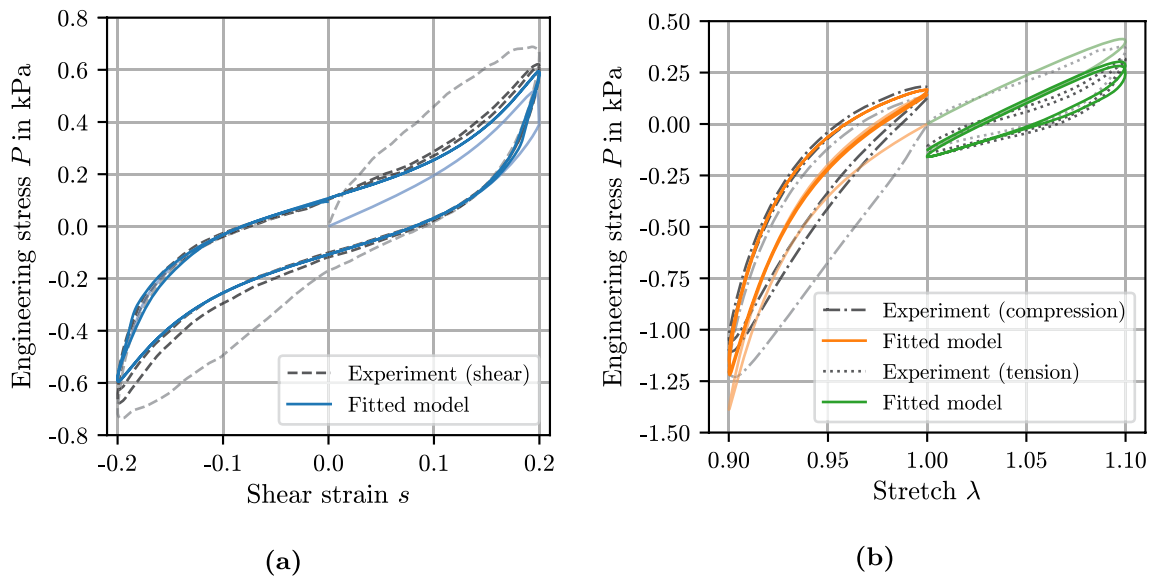 0.8
0.6
0.4
0.2
0.0
-0.2
-0.4
-0.6
-0.8
Engineering stress P in kPa
Experiment (shear)
Fitted model
-0.2
-0.1
0.0
0.1
0.2
Shear strain s
(a)
0.50
0.25
0.00
-0.25
-0.50
-0.75
-1.00
-1.25
-1.50
Engineering stress P in kPa
Experiment (compression)
Fitted model
Experiment (tension)
Fitted model
0.90
0.95
1.00
1.05
1.10
Stretch λ
(b)